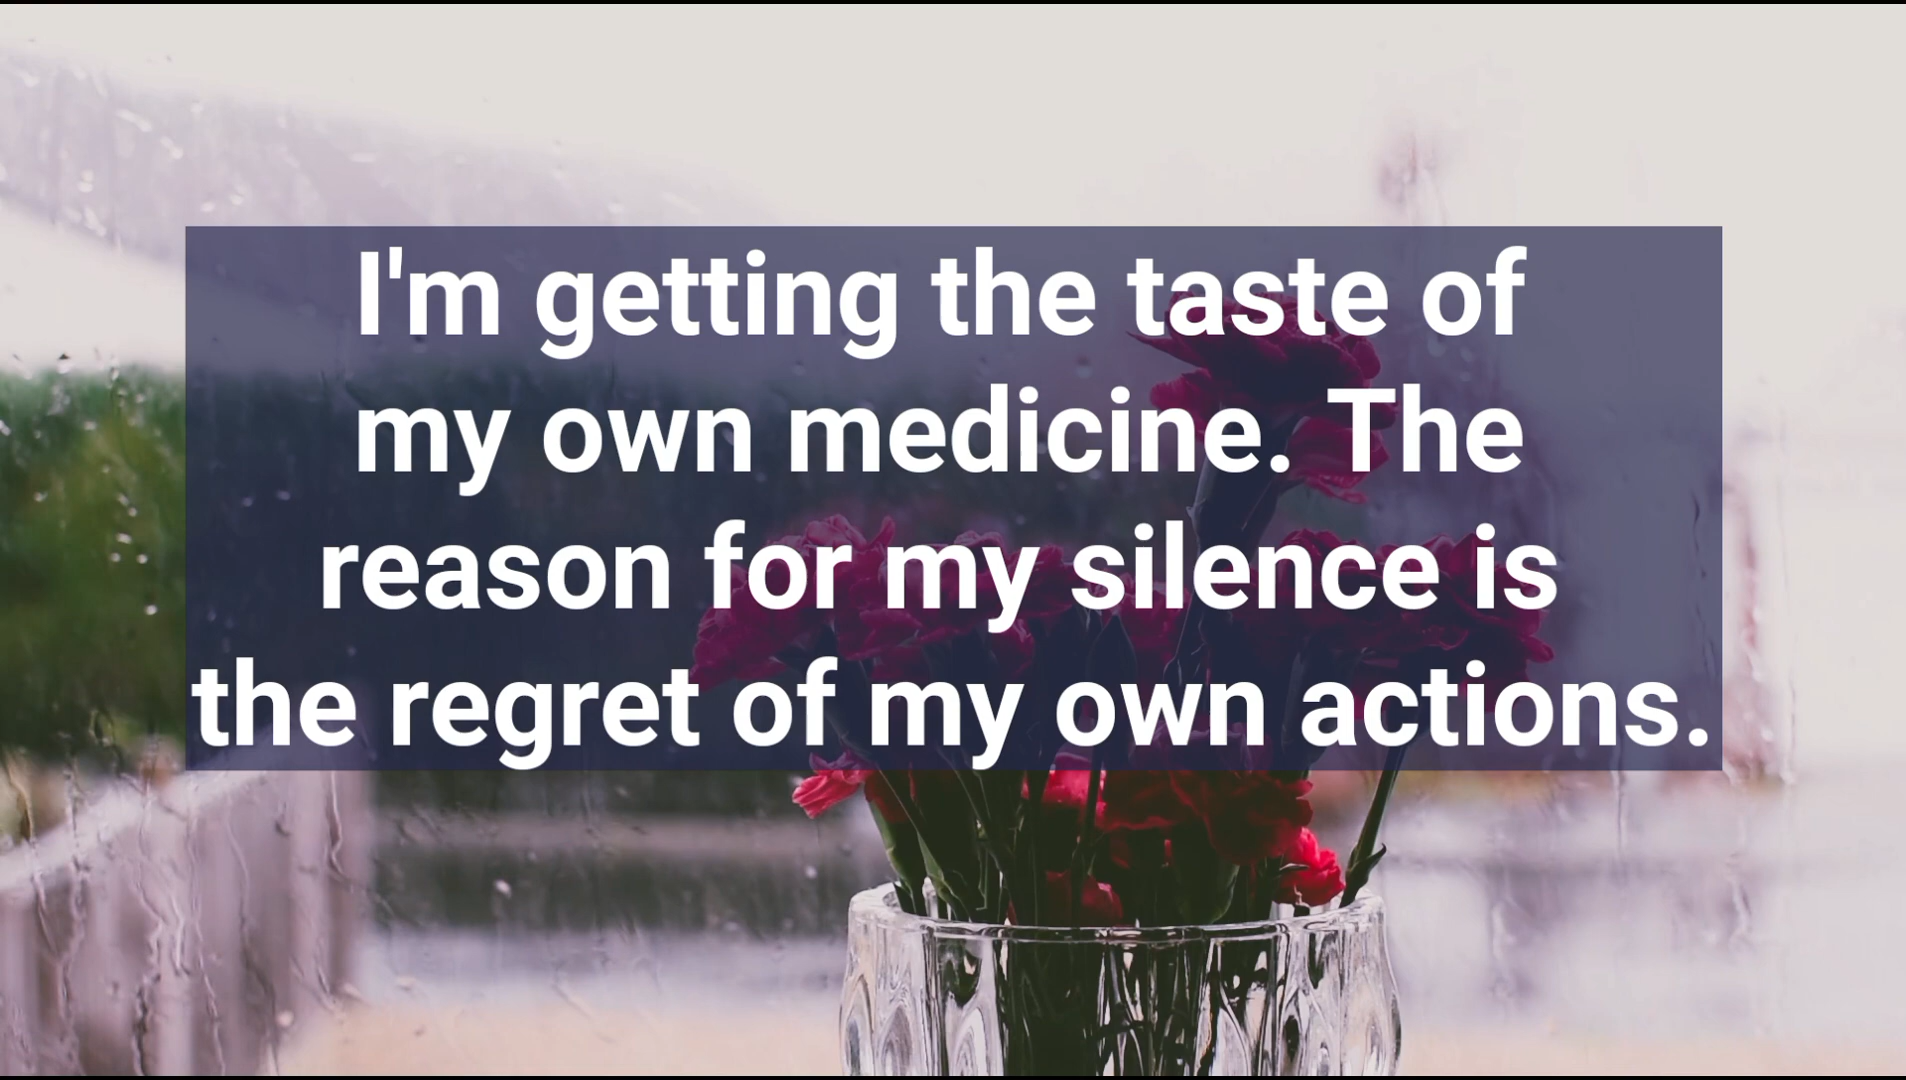 I'm getting the taste of
my own medicine. The
reason for my silence is
the regret of my own actions.